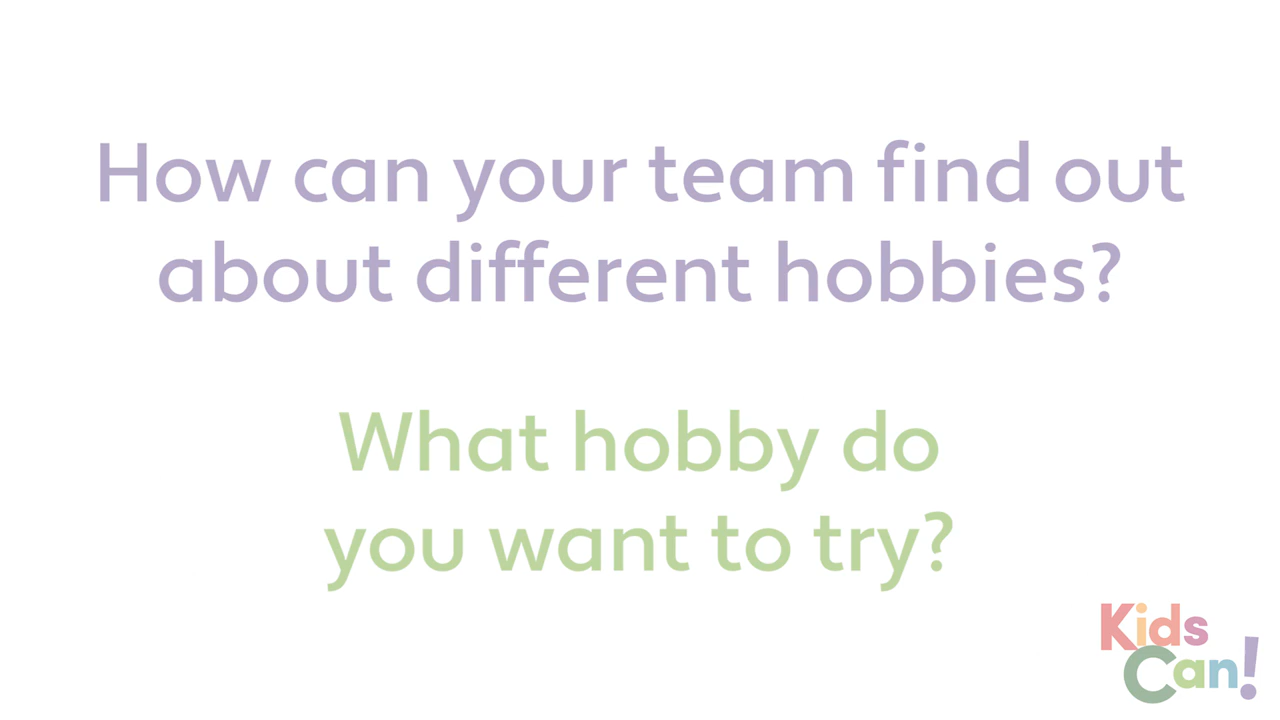 How can your team find out
about different hobbies?
What hobby do
you want to try?
Kids
Can!